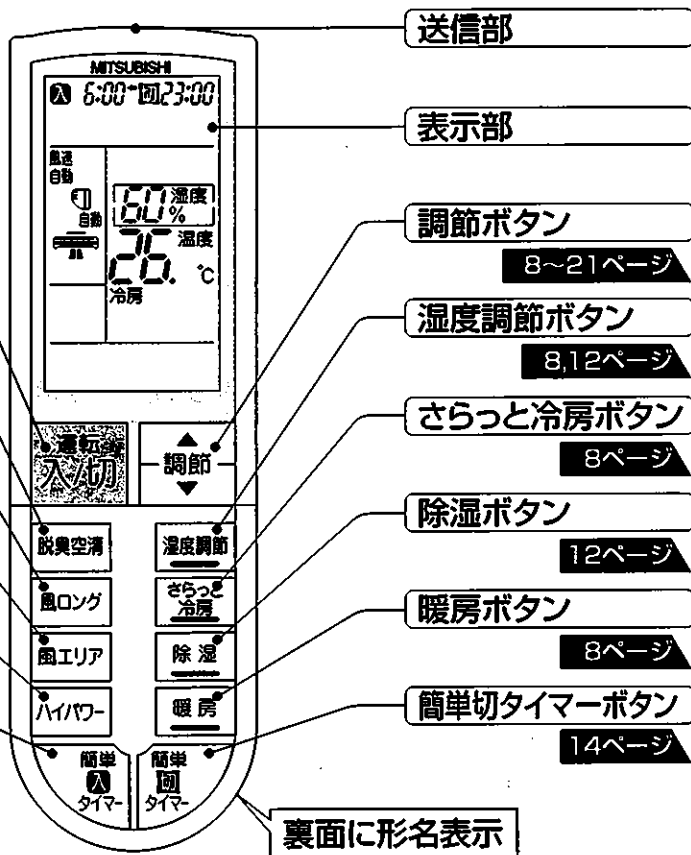 送信部
MITSUBISHI
入 6:00 切 23:00
表示部
風速
自動
自動
60% 湿度
26.℃ 温度
冷房
調節ボタン
8〜21ページ
湿度調節ボタン
8,12ページ
さらっと冷房ボタン
8ページ
除湿ボタン
12ページ
暖房ボタン
8ページ
簡単切タイマーボタン
14ページ
運転
入/切
▲
調節
▼
脱臭空清
湿度調節
風ロング
さらっと
冷房
風エリア
除湿
ハイパワー
暖房
簡単
入
タイマー
簡単
切
タイマー
裏面に形名表示